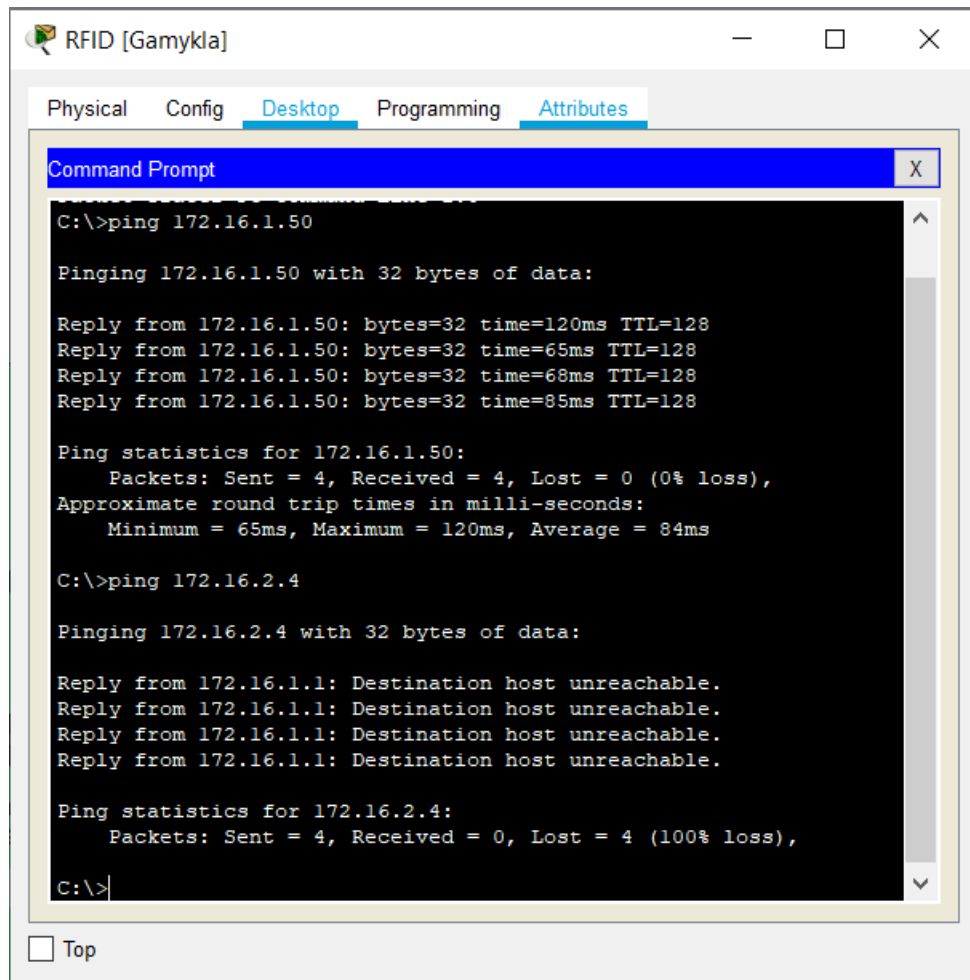 RFID [Gamykla]
Physical Config Desktop Programming Attributes
Command Prompt X
C:\>ping 172.16.1.50
Pinging 172.16.1.50 with 32 bytes of data:
Reply from 172.16.1.50: bytes=32 time=120ms TTL=128
Reply from 172.16.1.50: bytes=32 time=65ms TTL=128
Reply from 172.16.1.50: bytes=32 time=68ms TTL=128
Reply from 172.16.1.50: bytes=32 time=85ms TTL=128
Ping statistics for 172.16.1.50:
Packets: Sent = 4, Received = 4, Lost = 0 (0% loss),
Approximate round trip times in milli-seconds:
Minimum = 65ms, Maximum = 120ms, Average = 84ms
C:\>ping 172.16.2.4
Pinging 172.16.2.4 with 32 bytes of data:
Reply from 172.16.1.1: Destination host unreachable.
Reply from 172.16.1.1: Destination host unreachable.
Reply from 172.16.1.1: Destination host unreachable.
Reply from 172.16.1.1: Destination host unreachable.
Ping statistics for 172.16.2.4:
Packets: Sent = 4, Received = 0, Lost = 4 (100% loss),
C:\>
Top